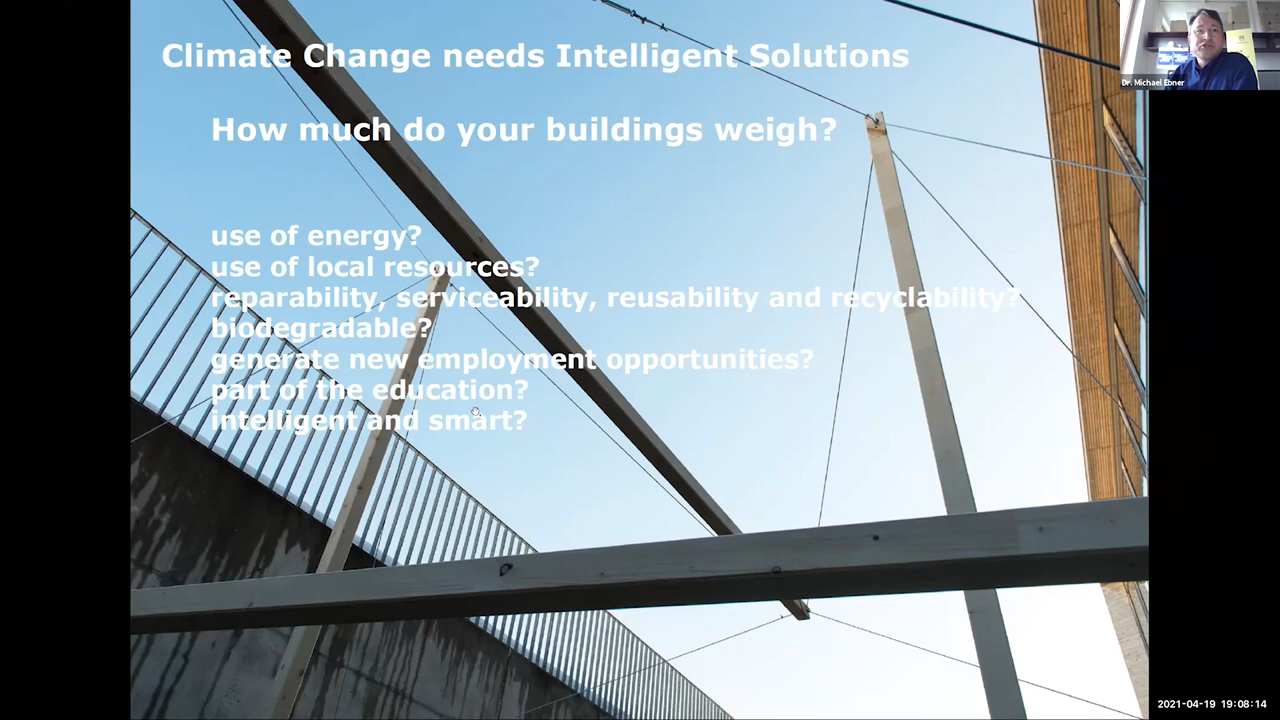 Climate Change needs Intelligent Solutions
How much do your buildings weigh?
use of energy?
use of local resources?
reparability, serviceability, reusability and recyclability?
biodegradable?
generate new employment opportunities?
part of the education?
intelligent and smart?
Dr. Michael Ebner
2021-04-19 19:08:14